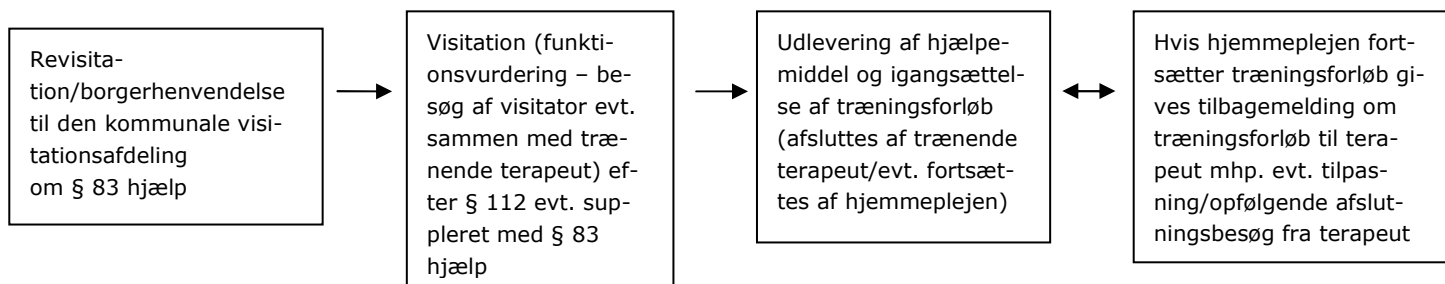 Revisita-
tion/borgerhenvendelse
til den kommunale visi-
tationsafdeling
om § 83 hjælp
Visitation (funkti-
onsvurdering – be-
søg af visitator evt.
sammen med træ-
nende terapeut) ef-
ter § 112 evt. sup-
pleret med § 83
hjælp
Udlevering af hjælpe-
middel og igangsættel-
se af træningsforløb
(afsluttes af trænende
terapeut/evt. fortsæt-
tes af hjemmeplejen)
Hvis hjemmeplejen fort-
sætter træningsforløb gi-
ves tilbagemelding om
træningsforløb til tera-
peut mhp. evt. tilpas-
ning/opfølgende afslut-
ningsbesøg fra terapeut